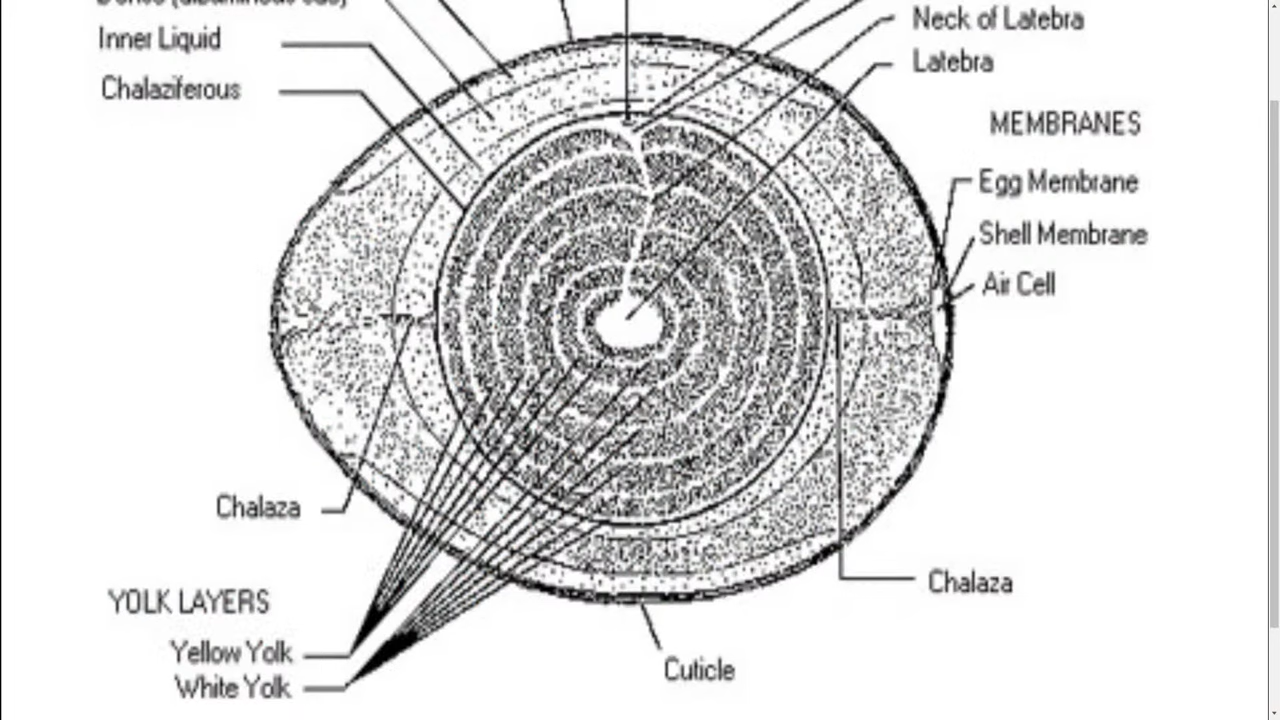 Inner Liquid
Chalaziferous
Neck of Latebra
Latebra
MEMBRANES
Egg Membrane
Shell Membrane
Air Cell
Chalaza
Chalaza
YOLK LAYERS
Yellow Yolk
White Yolk
Cuticle